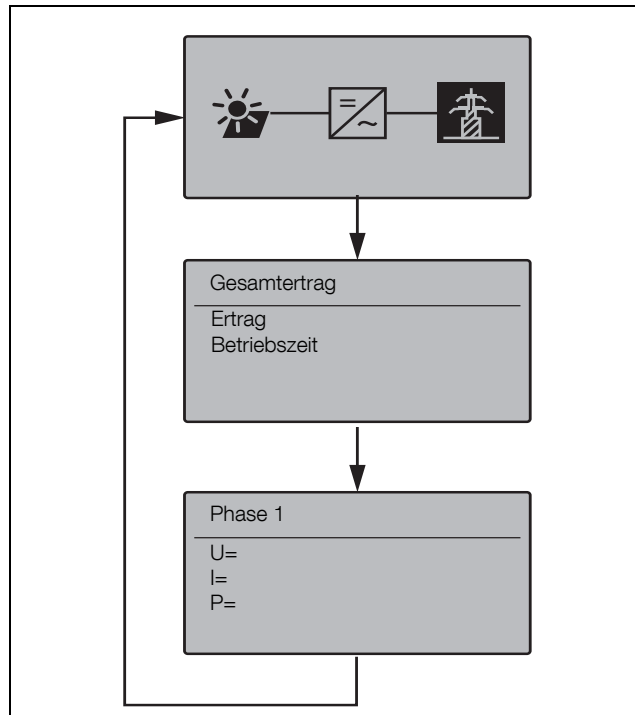 Gesamtertrag
Ertrag
Betriebszeit
Phase 1
U=
I=
P=